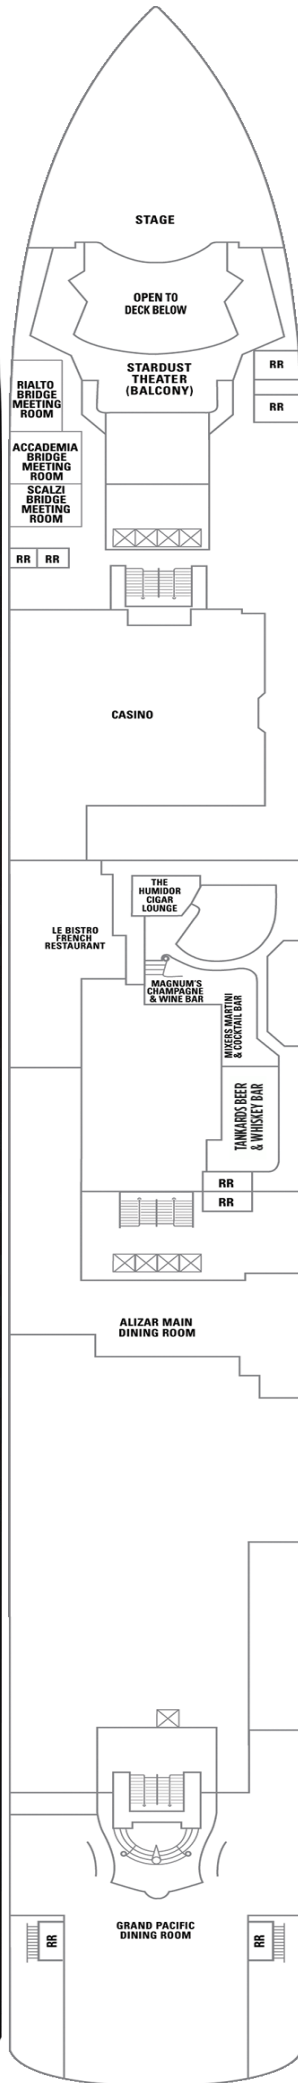 STAGE
OPEN TO
DECK BELOW
STARDUST
THEATER
(BALCONY)
RR
RR
RIALTO
BRIDGE
MEETING
ROOM
ACCADEMIA
BRIDGE
MEETING
ROOM
SCALZI
BRIDGE
MEETING
ROOM
RR RR
CASINO
THE
HUMIDOR
CIGAR
LOUNGE
LE BISTRO
FRENCH
RESTAURANT
MAGNUM'S
CHAMPAGNE
& WINE BAR
MIXERS MARTINI
& COCKTAIL BAR
TANKARDS BEER
& WHISKEY BAR
RR
RR
ALIZAR MAIN
DINING ROOM
GRAND PACIFIC
DINING ROOM
RR
RR